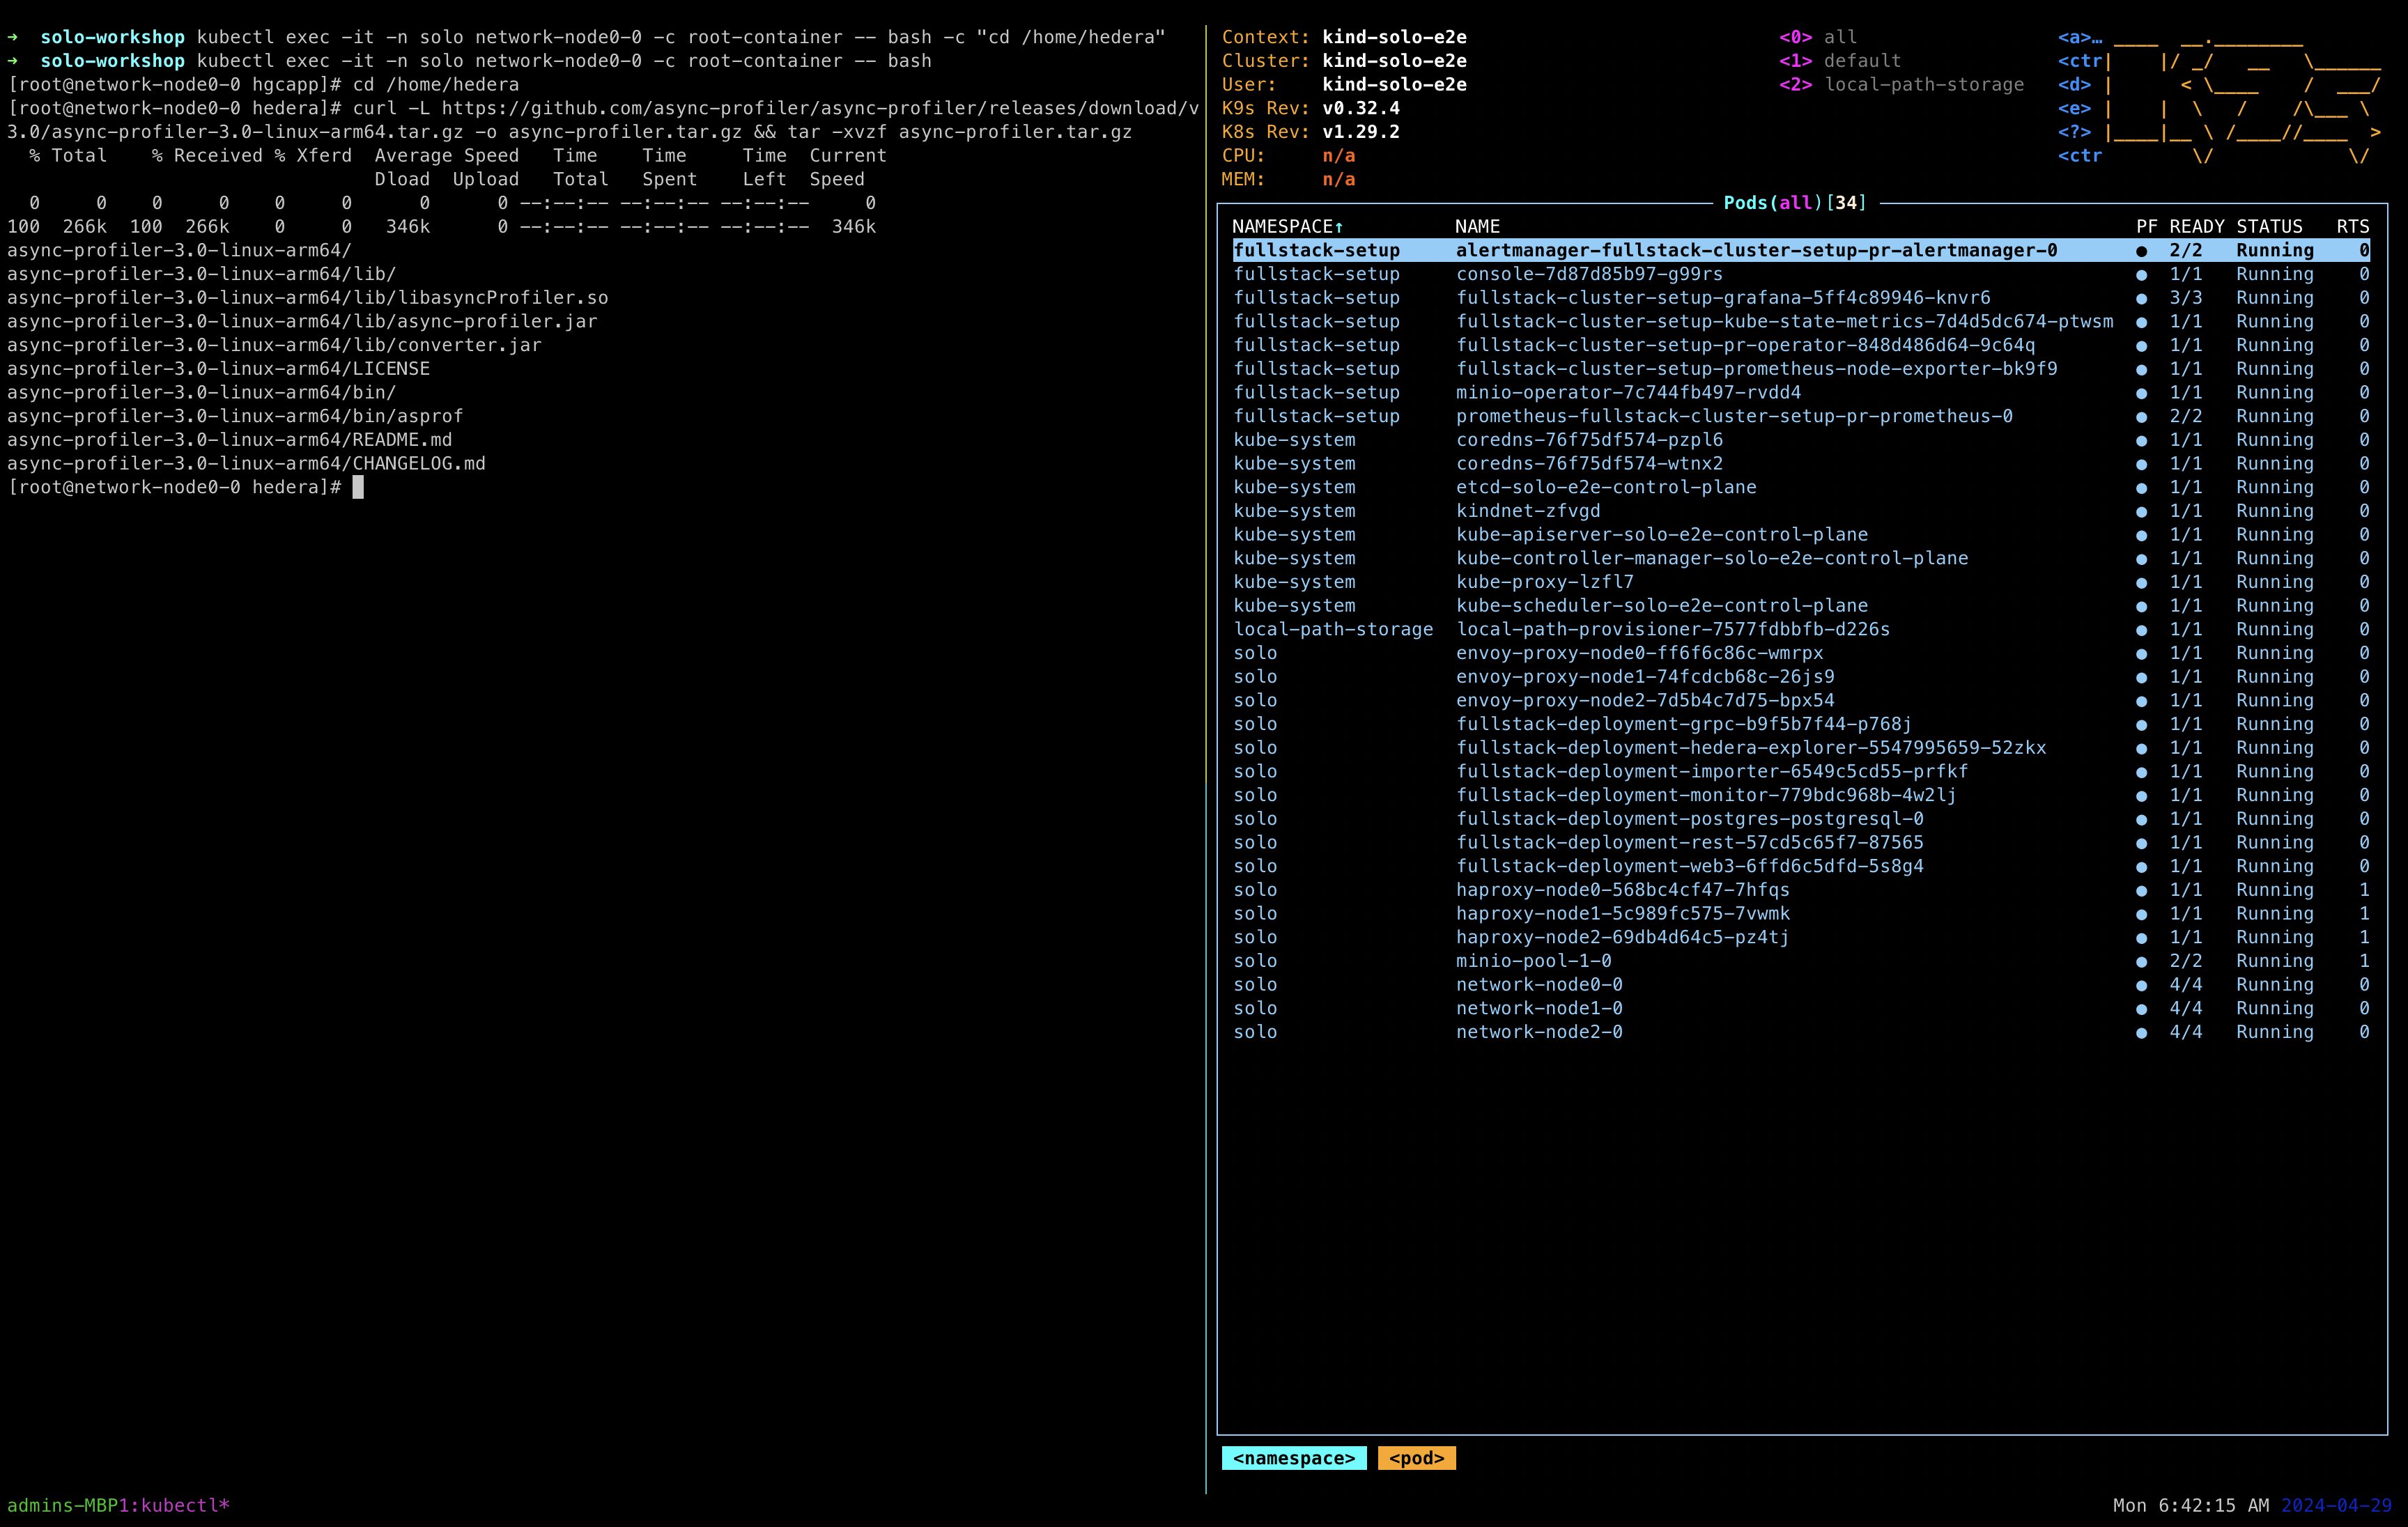 →  solo-workshop kubectl exec -it -n solo network-node0-0 -c root-container -- bash -c "cd /home/hedera"
→  solo-workshop kubectl exec -it -n solo network-node0-0 -c root-container -- bash
[root@network-node0-0 hgcapp]# cd /home/hedera
[root@network-node0-0 hedera]# curl -L https://github.com/async-profiler/async-profiler/releases/download/v
3.0/async-profiler-3.0-linux-arm64.tar.gz -o async-profiler.tar.gz && tar -xvzf async-profiler.tar.gz
  % Total    % Received % Xferd  Average Speed   Time    Time     Time  Current
                                 Dload  Upload   Total   Spent    Left  Speed
  0     0    0     0    0     0      0      0 --:--:-- --:--:-- --:--:--     0
100  266k  100  266k    0     0   346k      0 --:--:-- --:--:-- --:--:--  346k
async-profiler-3.0-linux-arm64/
async-profiler-3.0-linux-arm64/lib/
async-profiler-3.0-linux-arm64/lib/libasyncProfiler.so
async-profiler-3.0-linux-arm64/lib/async-profiler.jar
async-profiler-3.0-linux-arm64/lib/converter.jar
async-profiler-3.0-linux-arm64/LICENSE
async-profiler-3.0-linux-arm64/bin/
async-profiler-3.0-linux-arm64/bin/asprof
async-profiler-3.0-linux-arm64/README.md
async-profiler-3.0-linux-arm64/CHANGELOG.md
[root@network-node0-0 hedera]#
Context: kind-solo-e2e <0> all <a>…
Cluster: kind-solo-e2e <1> default <ctr
User: kind-solo-e2e <2> local-path-storage <d>
K9s Rev: v0.32.4 <e>
K8s Rev: v1.29.2 <?>
CPU: n/a <ctr
MEM: n/a
Pods(all)[34]
NAMESPACE↑ NAME PF READY STATUS RTS
fullstack-setup alertmanager-fullstack-cluster-setup-pr-alertmanager-0 ● 2/2 Running 0
fullstack-setup console-7d87d85b97-g99rs ● 1/1 Running 0
fullstack-setup fullstack-cluster-setup-grafana-5ff4c89946-knvr6 ● 3/3 Running 0
fullstack-setup fullstack-cluster-setup-kube-state-metrics-7d4d5dc674-ptwsm ● 1/1 Running 0
fullstack-setup fullstack-cluster-setup-pr-operator-848d486d64-9c64q ● 1/1 Running 0
fullstack-setup fullstack-cluster-setup-prometheus-node-exporter-bk9f9 ● 1/1 Running 0
fullstack-setup minio-operator-7c744fb497-rvdd4 ● 1/1 Running 0
fullstack-setup prometheus-fullstack-cluster-setup-pr-prometheus-0 ● 2/2 Running 0
kube-system coredns-76f75df574-pzpl6 ● 1/1 Running 0
kube-system coredns-76f75df574-wtnx2 ● 1/1 Running 0
kube-system etcd-solo-e2e-control-plane ● 1/1 Running 0
kube-system kindnet-zfvgd ● 1/1 Running 0
kube-system kube-apiserver-solo-e2e-control-plane ● 1/1 Running 0
kube-system kube-controller-manager-solo-e2e-control-plane ● 1/1 Running 0
kube-system kube-proxy-lzfl7 ● 1/1 Running 0
kube-system kube-scheduler-solo-e2e-control-plane ● 1/1 Running 0
local-path-storage local-path-provisioner-7577fdbbfb-d226s ● 1/1 Running 0
solo envoy-proxy-node0-ff6f6c86c-wmrpx ● 1/1 Running 0
solo envoy-proxy-node1-74fcdcb68c-26js9 ● 1/1 Running 0
solo envoy-proxy-node2-7d5b4c7d75-bpx54 ● 1/1 Running 0
solo fullstack-deployment-grpc-b9f5b7f44-p768j ● 1/1 Running 0
solo fullstack-deployment-hedera-explorer-5547995659-52zkx ● 1/1 Running 0
solo fullstack-deployment-importer-6549c5cd55-prfkf ● 1/1 Running 0
solo fullstack-deployment-monitor-779bdc968b-4w2lj ● 1/1 Running 0
solo fullstack-deployment-postgres-postgresql-0 ● 1/1 Running 0
solo fullstack-deployment-rest-57cd5c65f7-87565 ● 1/1 Running 0
solo fullstack-deployment-web3-6ffd6c5dfd-5s8g4 ● 1/1 Running 0
solo haproxy-node0-568bc4cf47-7hfqs ● 1/1 Running 1
solo haproxy-node1-5c989fc575-7vwmk ● 1/1 Running 1
solo haproxy-node2-69db4d64c5-pz4tj ● 1/1 Running 1
solo minio-pool-1-0 ● 2/2 Running 1
solo network-node0-0 ● 4/4 Running 0
solo network-node1-0 ● 4/4 Running 0
solo network-node2-0 ● 4/4 Running 0
<namespace> <pod>
admins-MBP1:kubectl* Mon 6:42:15 AM 2024-04-29